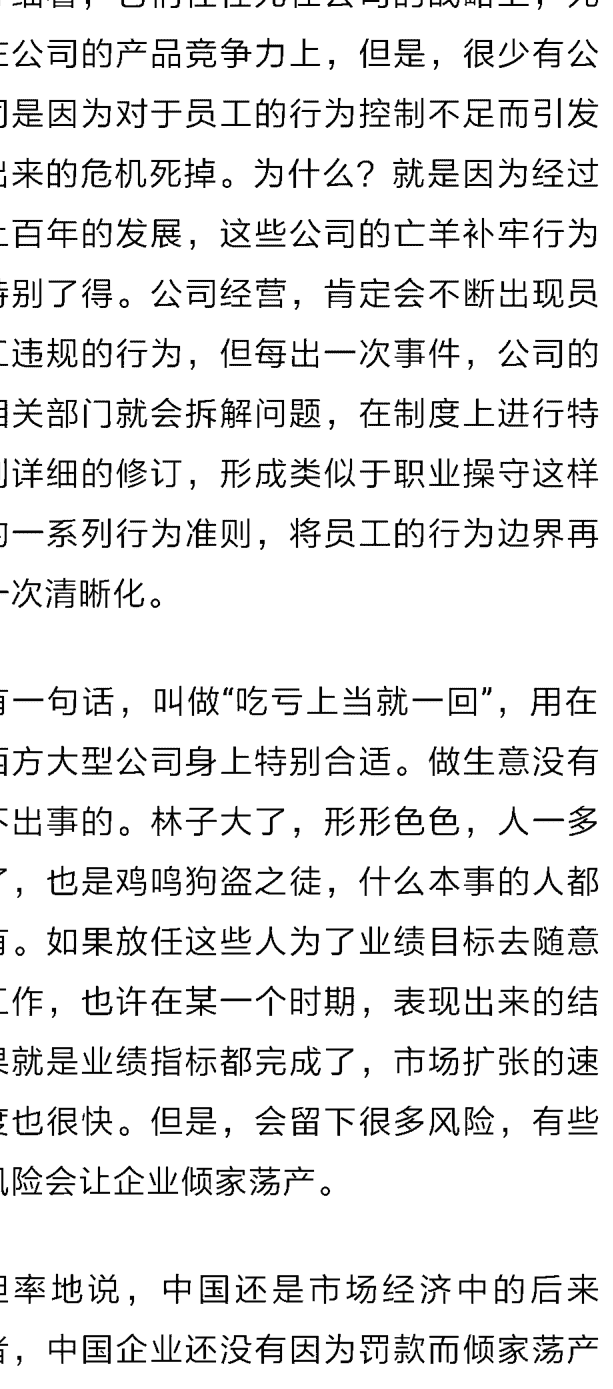 细看，它们往往死在公司的战略上，死
在公司的产品竞争力上，但是，很少有公
司是因为对于员工的行为控制不足而引发
出来的危机死掉。为什么？就是因为经过
上百年的发展，这些公司的亡羊补牢行为
特别了得。公司经营，肯定会不断出现员
工违规的行为，但每出一次事件，公司的
相关部门就会拆解问题，在制度上进行特
别详细的修订，形成类似于职业操守这样
的一系列行为准则，将员工的行为边界再
一次清晰化。
有一句话，叫做“吃亏上当就一回”，用在
西方大型公司身上特别合适。做生意没有
不出事的。林子大了，形形色色，人一多
了，也是鸡鸣狗盗之徒，什么本事的人都
有。如果放任这些人为了业绩目标去随意
工作，也许在某一个时期，表现出来的结
果就是业绩指标都完成了，市场扩张的速
度也很快。但是，会留下很多风险，有些
风险会让企业倾家荡产。
坦率地说，中国还是市场经济中的后来
者，中国企业还没有因为罚款而倾家荡产